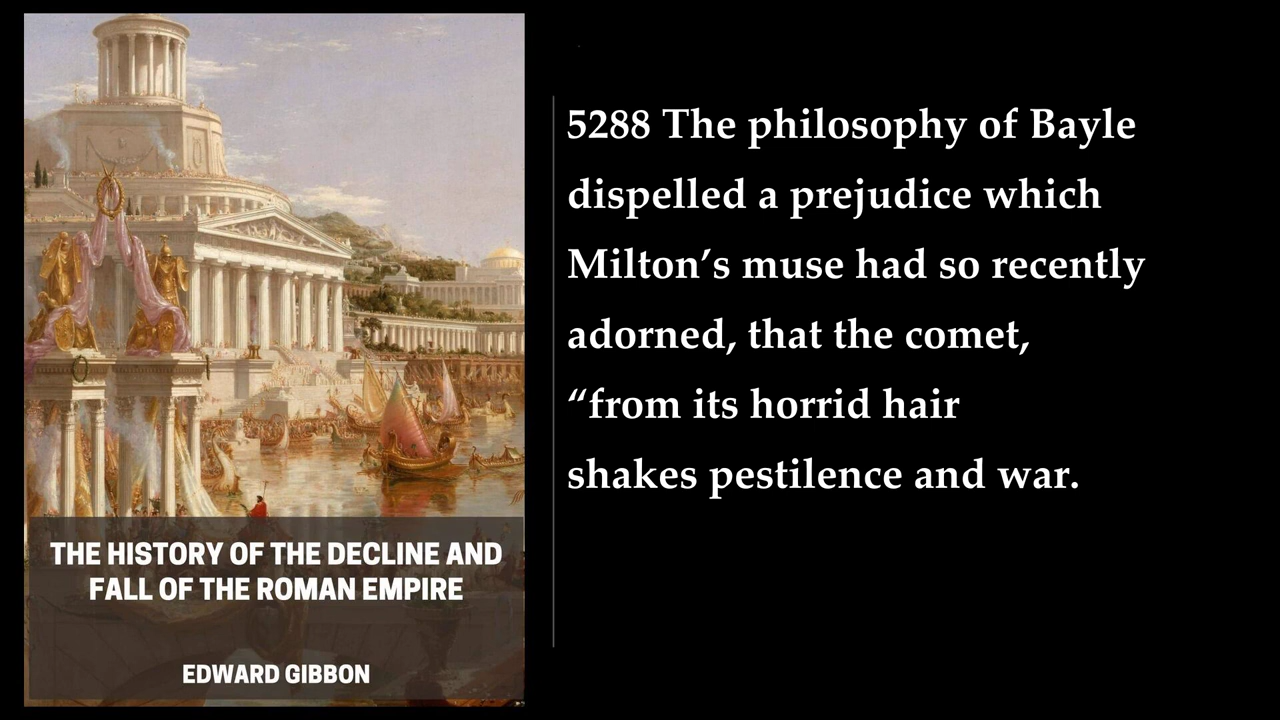 THE HISTORY OF THE DECLINE AND
FALL OF THE ROMAN EMPIRE
EDWARD GIBBON
5288 The philosophy of Bayle
dispelled a prejudice which
Milton’s muse had so recently
adorned, that the comet,
“from its horrid hair
shakes pestilence and war.